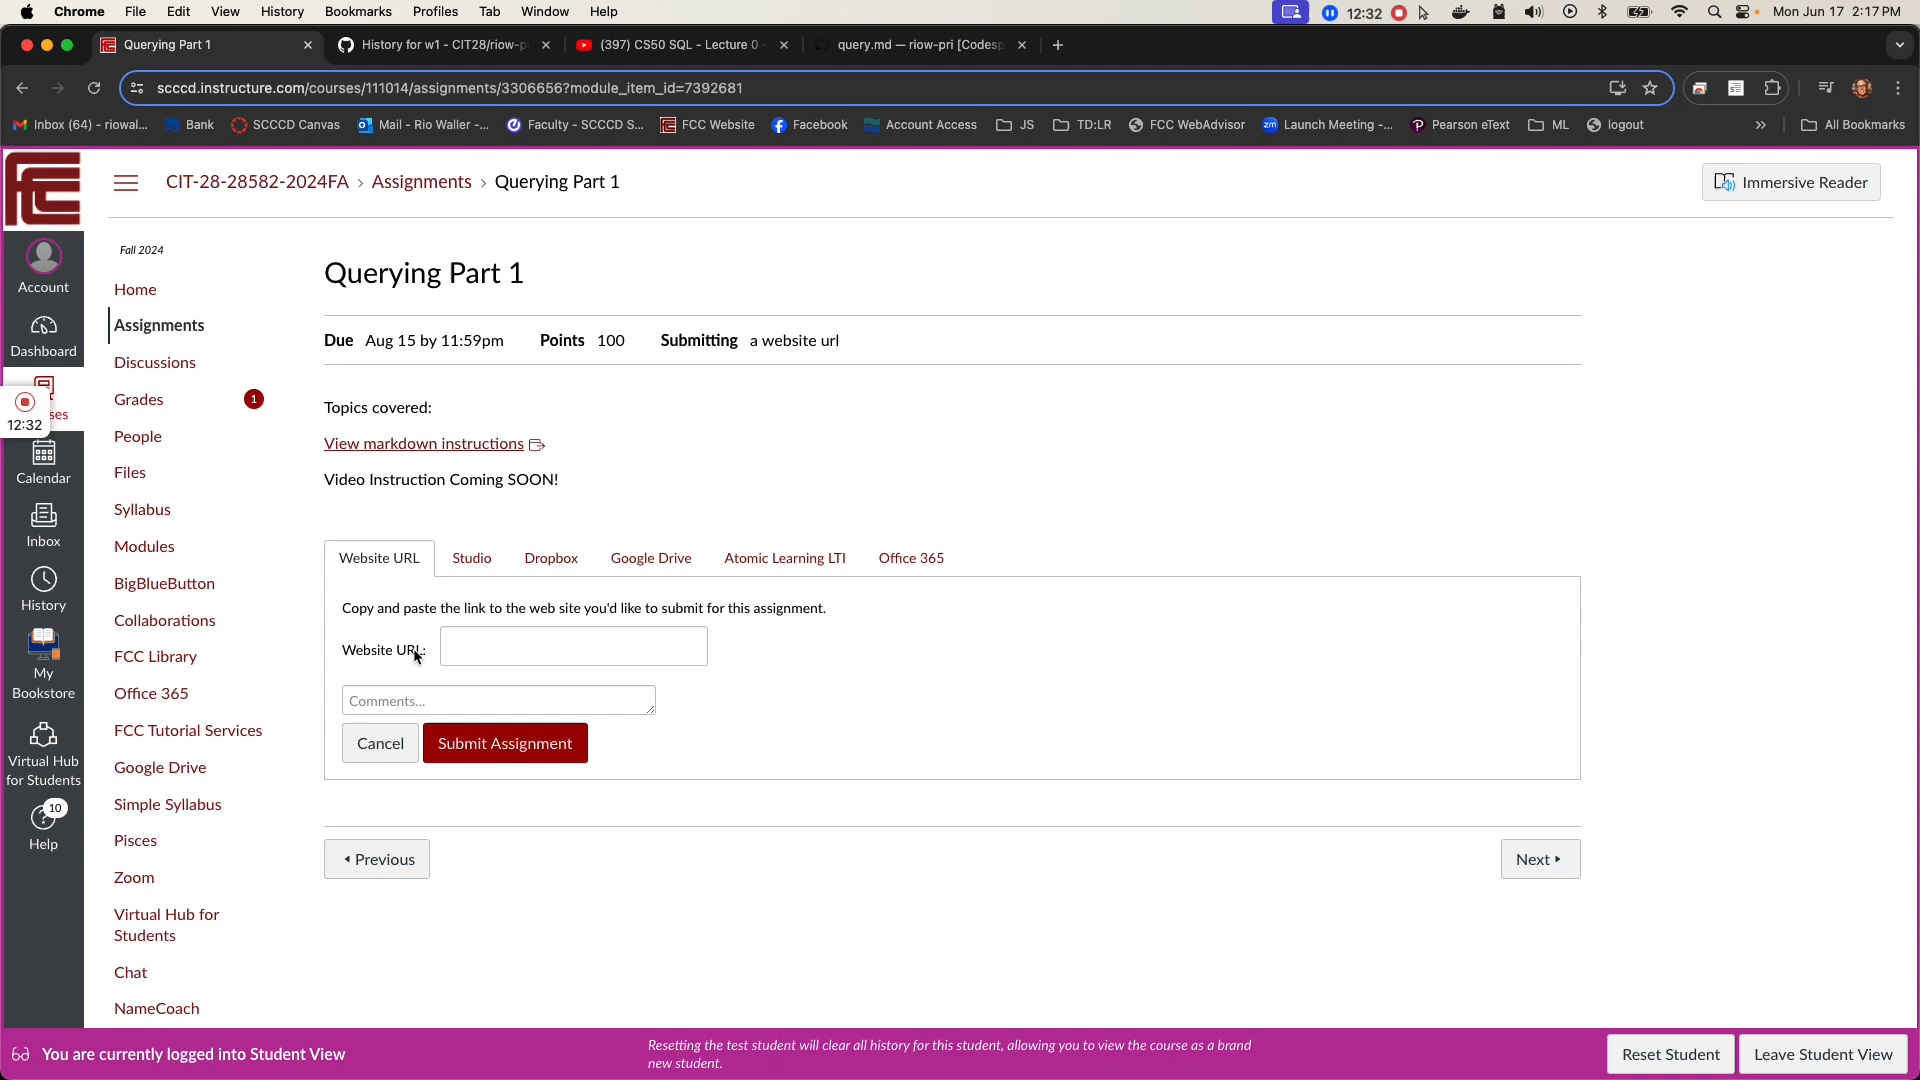 Chrome File Edit View History Bookmarks Profiles Tab Window Help 12:32 Mon Jun 17 2:17 PM
Querying Part 1 History for w1 - CIT28/riow-p (397) CS50 SQL - Lecture 0 - query.md — riow-pri [Codesp
scccd.instructure.com/courses/111014/assignments/3306656?module_item_id=7392681
Inbox (64) - riowal... Bank SCCCD Canvas Mail - Rio Waller -... Faculty - SCCCD S... FCC Website Facebook Account Access JS TD:LR FCC WebAdvisor Launch Meeting -... Pearson eText ML logout » All Bookmarks
CIT-28-28582-2024FA › Assignments › Querying Part 1
Immersive Reader
Account
Dashboard
ses
12:32
Calendar
Inbox
History
My
Bookstore
Virtual Hub
for Students
10
Help
Fall 2024
Home
Assignments
Discussions
Grades 1
People
Files
Syllabus
Modules
BigBlueButton
Collaborations
FCC Library
Office 365
FCC Tutorial Services
Google Drive
Simple Syllabus
Pisces
Zoom
Virtual Hub for
Students
Chat
NameCoach
Querying Part 1
Due Aug 15 by 11:59pm Points 100 Submitting a website url
Topics covered:
View markdown instructions
Video Instruction Coming SOON!
Website URL Studio Dropbox Google Drive Atomic Learning LTI Office 365
Copy and paste the link to the web site you'd like to submit for this assignment.
Website URL:
Comments...
Cancel Submit Assignment
Previous Next
You are currently logged into Student View
Resetting the test student will clear all history for this student, allowing you to view the course as a brand
new student.
Reset Student Leave Student View